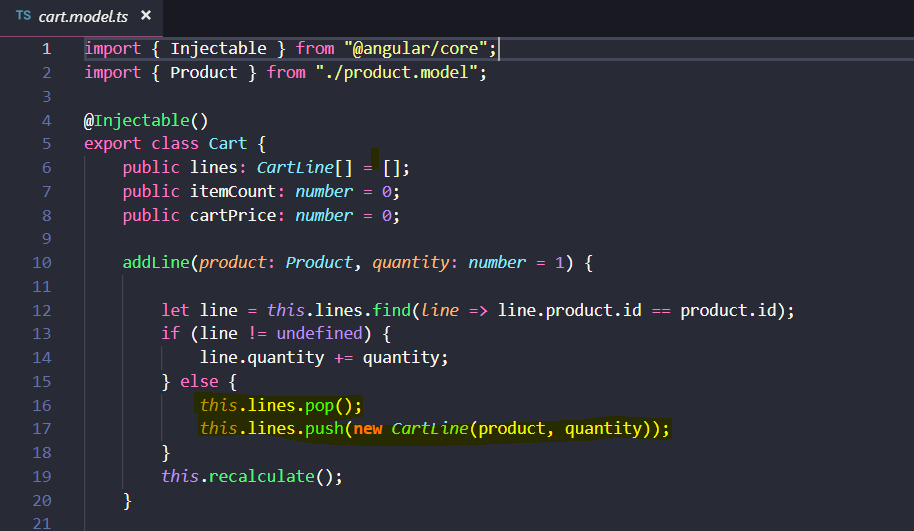 TS cart.model.ts ×
1 import { Injectable } from "@angular/core";
2 import { Product } from "./product.model";
3
4 @Injectable()
5 export class Cart {
6     public lines: CartLine[] = [];
7     public itemCount: number = 0;
8     public cartPrice: number = 0;
9
10     addLine(product: Product, quantity: number = 1) {
11
12         let line = this.lines.find(line => line.product.id == product.id);
13         if (line != undefined) {
14             line.quantity += quantity;
15         } else {
16             this.lines.pop();
17             this.lines.push(new CartLine(product, quantity));
18         }
19         this.recalculate();
20     }
21